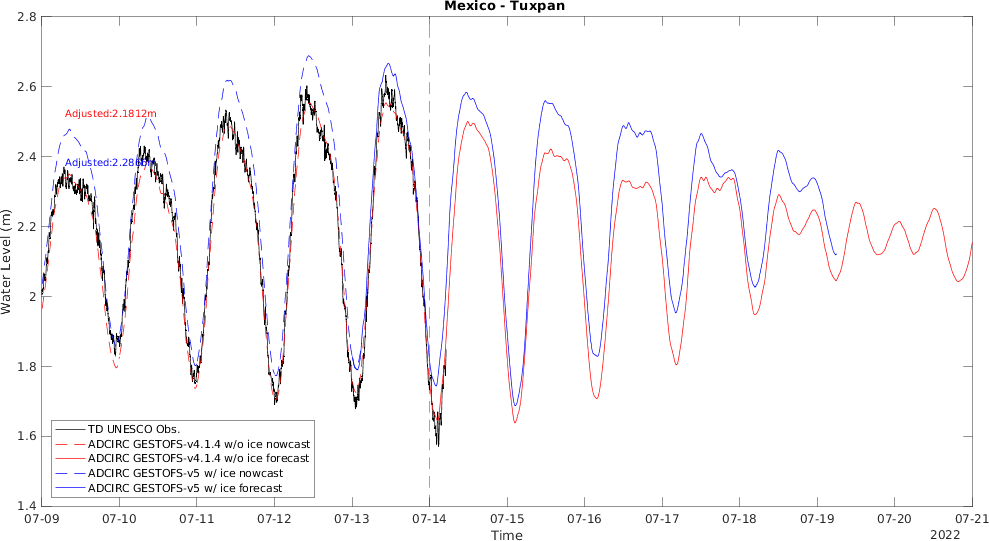 Mexico - Tuxpan
2.8
2.6
2.4
2.2
2
1.8
1.6
1.4
Water Level (m)
Adjusted:2.1812m
TD UNESCO Obs.
ADCIRC GESTOFS-v4.1.4 w/o ice nowcast
ADCIRC GESTOFS-v4.1.4 w/o ice forecast
ADCIRC GESTOFS-v5 w/ ice nowcast
ADCIRC GESTOFS-v5 w/ ice forecast
07-09 07-10 07-11 07-12 07-13 07-14 07-15 07-16 07-17 07-18 07-19 07-20 07-21
Time
2022